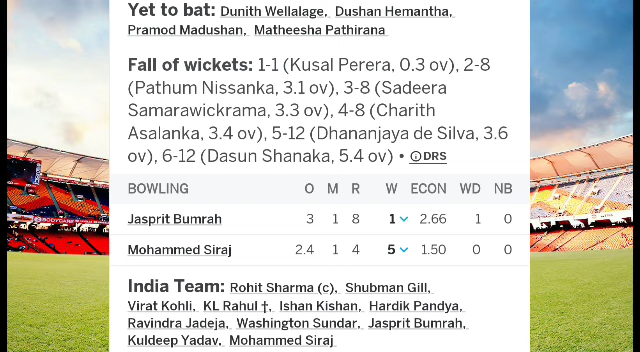 Yet to bat: Dunith Wellalage, Dushan Hemantha,
Pramod Madushan, Matheesha Pathirana
Fall of wickets: 1-1 (Kusal Perera, 0.3 ov), 2-8
(Pathum Nissanka, 3.1 ov), 3-8 (Sadeera
Samarawickrama, 3.3 ov), 4-8 (Charith
Asalanka, 3.4 ov), 5-12 (Dhananjaya de Silva, 3.6
ov), 6-12 (Dasun Shanaka, 5.4 ov) • DRS
BOWLING O M R W ECON WD NB
Jasprit Bumrah 3 1 8 1 2.66 1 0
Mohammed Siraj 2.4 1 4 5 1.50 0 0
India Team: Rohit Sharma (c), Shubman Gill,
Virat Kohli, KL Rahul †, Ishan Kishan, Hardik Pandya,
Ravindra Jadeja, Washington Sundar, Jasprit Bumrah,
Kuldeep Yadav, Mohammed Siraj